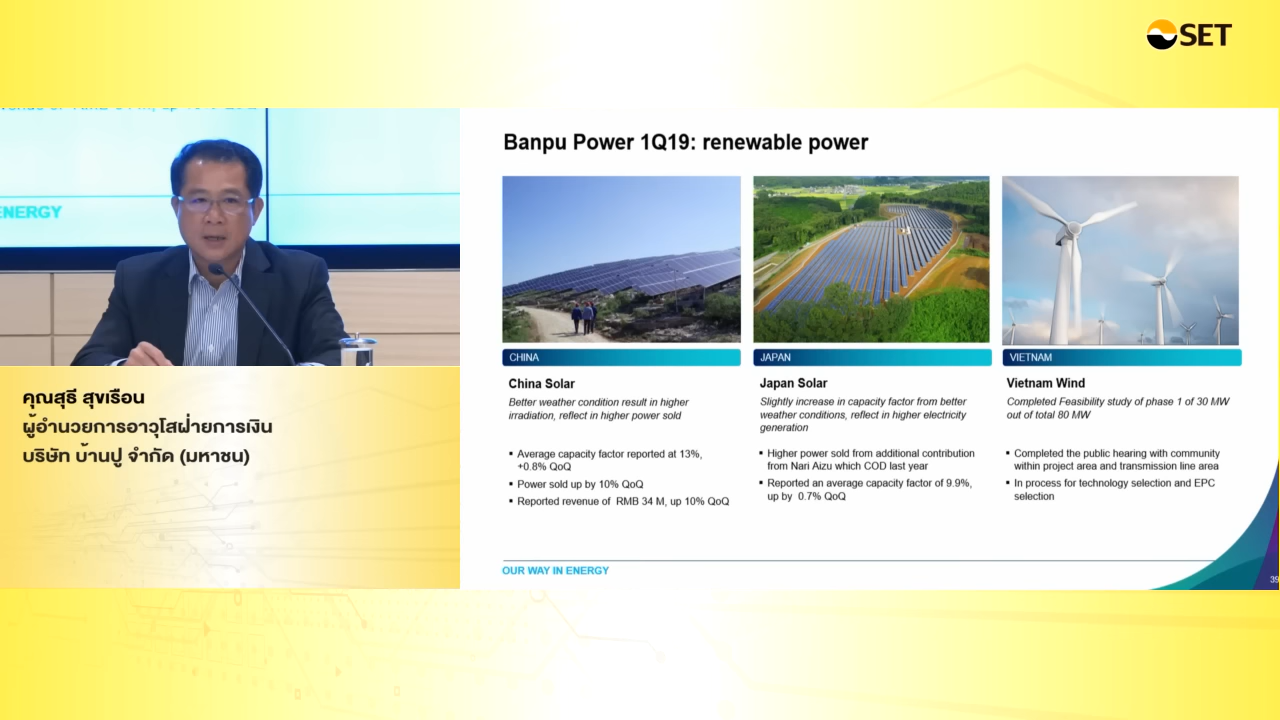 SET
ENERGY
คุณสุธี สุขเรือน
ผู้อำนวยการอาวุโสฝ่ายการเงิน
บริษัท บ้านปู จำกัด (มหาชน)
Banpu Power 1Q19: renewable power
CHINA
China Solar
Better weather condition result in higher
irradiation, reflect in higher power sold
▪ Average capacity factor reported at 13%,
+0.8% QoQ
▪ Power sold up by 10% QoQ
▪ Reported revenue of RMB 34 M, up 10% QoQ
JAPAN
Japan Solar
Slightly increase in capacity factor from better
weather conditions, reflect in higher electricity
generation
▪ Higher power sold from additional contribution
from Nari Aizu which COD last year
▪ Reported an average capacity factor of 9.9%,
up by 0.7% QoQ
VIETNAM
Vietnam Wind
Completed Feasibility study of phase 1 of 30 MW
out of total 80 MW
▪ Completed the public hearing with community
within project area and transmission line area
▪ In process for technology selection and EPC
selection
OUR WAY IN ENERGY
39